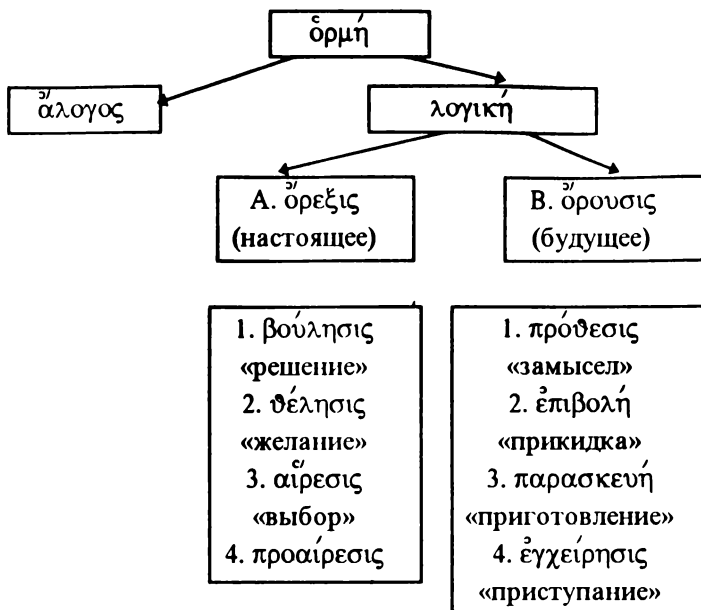 ὁρμή
ἄλογος
λογική
А. ὄρεξις
(настоящее)
В. ὄρουσις
(будущее)
1. βούλησις
«решение»
2. θέλησις
«желание»
3. αἵρεσις
«выбор»
4. προαίρεσις
1. πρόθεσις
«замысел»
2. ἐπιβολή
«прикидка»
3. παρασκευή
«приготовление»
4. ἐγχείρησις
«приступание»